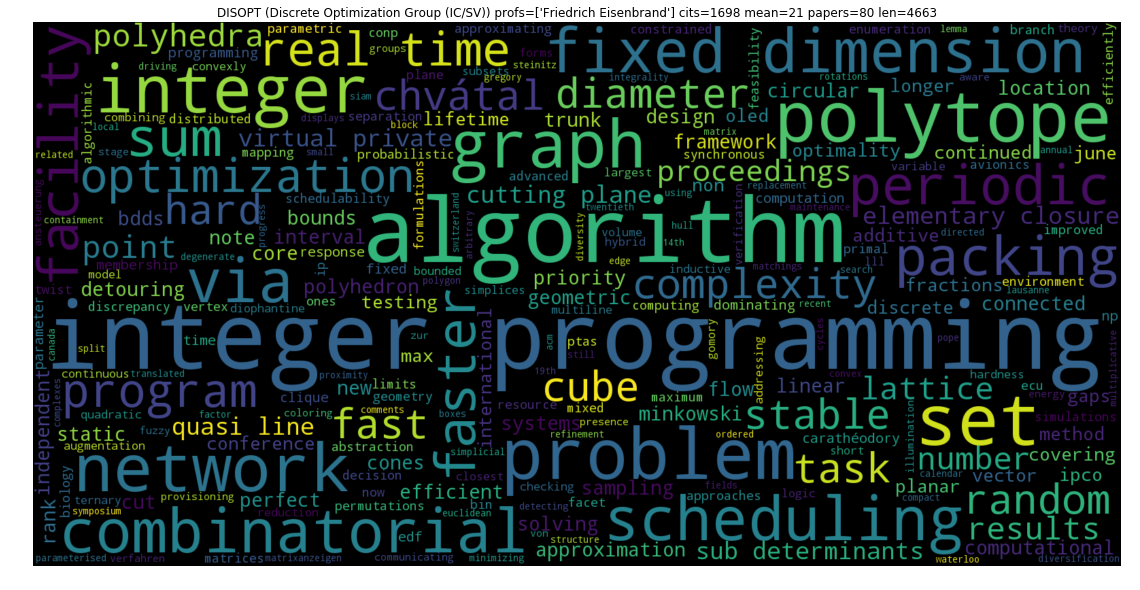 DISOPT (Discrete Optimization Group (IC/SV)) profs=['Friedrich Eisenbrand'] cits=1698 mean=21 papers=80 len=4663
polyhedra
parametric
real time
conp
groups
approximating
forms
steinitz
fixed dimension
constrained
enumeration
lemma
branch
theory
programming
driving
convexly
subsets
gregory
integrality
rotations
aware
efficiently
facility
algorithmic
integer
siam
plane
chvátal
diameter
feasibility
circular
longer
location
combining
distributed
displays
separation
block
lifetime
trunk
design
oled
polytope
matrix
annual
local
sum
virtual private
graph
framework
synchronous
optimality
continued
june
related
stage
mapping
small
probabilistic
advanced
largest
proceedings
variable
avionics
optimization
schedulability
formulations
cutting plane
using
non
computation
replacement
maintenance
periodic
containment
bdds
hard
progress
bounds
algorithm
twentieth
switzerland
arbitrary
diversity
volume
hull
14th
verification
elementary closure
directed
improved
point
note
interval
core
response
hybrid
edge
additive
primal
lll
degenerate
membership
via
ip
fixed
bounded
inductive
matchings
search
packing
twist
model
polyhedron
polygon
simplices
priority
complexity
fractions
environment
lausanne
detouring
ones
testing
geometric
computing
dominating
recent
discrete
connected
discrepancy
vertex
diophantine
multiline
np
parameter
canada
integer programming
split
time
zur
max
faster
international
acm
ptas
still
gomory
cycles
pope
multiplicative
continuous
translated
proximity
19th
addressing
convex
hardness
independent
complexes
program
new
limits
geometry
cube
flow
linear
lattice
gaps
ecu
energy
quadratic
factor
clique
comments
resource
mixed
maximum
presence
minkowski
stable
set
simulations
static
fuzzy
quasi line
coloring
fast
boxes
systems
refinement
ordered
carathéodory
illumination
method
augmentation
conference
abstraction
simplicial
problem
short
number
covering
rank
biology
network
decision
cones
closest
checking
task
calendar
vector
ipco
ternary
cut
provisioning
perfect
now
efficient
sampling
approaches
logic
planar
symposium
permutations
bin
detecting
facet
fields
compact
random
reduction
euclidean
solving
scheduling
results
combinatorial
edf
von
structure
computational
parameterised
verfahren
matrices
matrixanzeigen
communicating
minimizing
approximation
sub determinants
waterloo
diversification